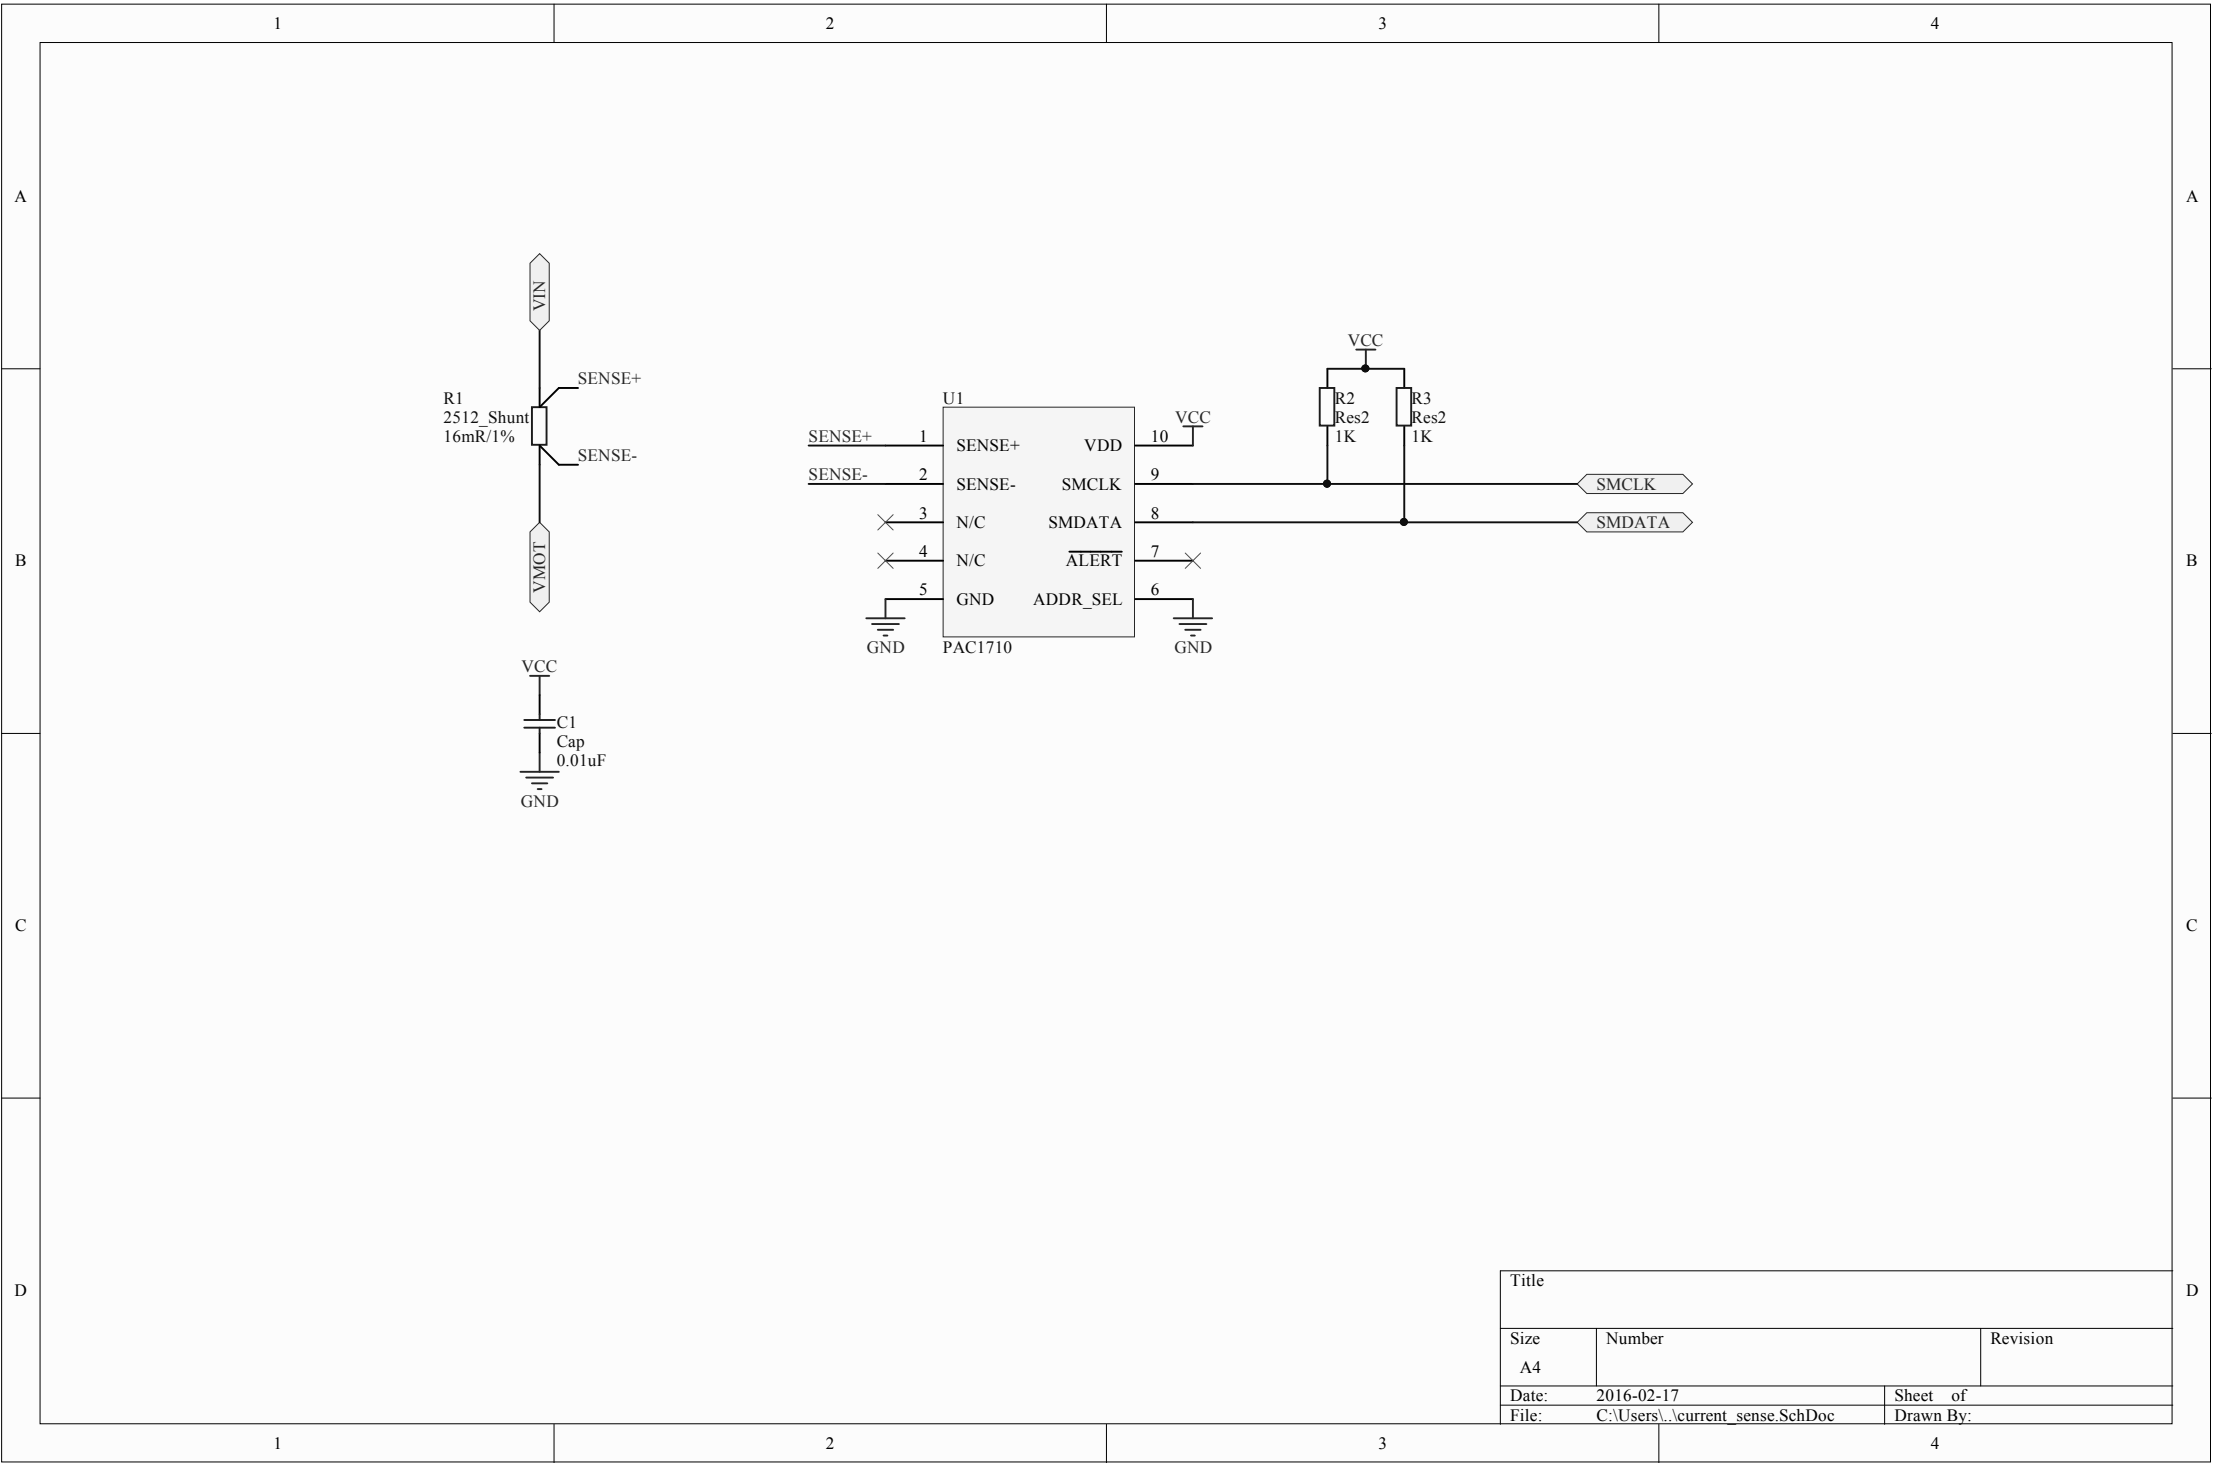 1 2 3 4
A A
VIN
VCC
SENSE+
R1
2512_Shunt
16mR/1%
SENSE-
VMOT
U1
SENSE+ 1 SENSE+ VDD 10 VCC
SENSE- 2 SENSE- SMCLK 9 SMCLK
3 N/C SMDATA 8 SMDATA
4 N/C ALERT 7
5 GND ADDR_SEL 6
GND PAC1710 GND
R2
Res2
1K
R3
Res2
1K
B B
VCC
C1
Cap
0.01uF
GND
C C
D D
Title
Size Number Revision
A4
Date: 2016-02-17 Sheet of
File: C:\Users\..\current_sense.SchDoc Drawn By:
1 2 3 4